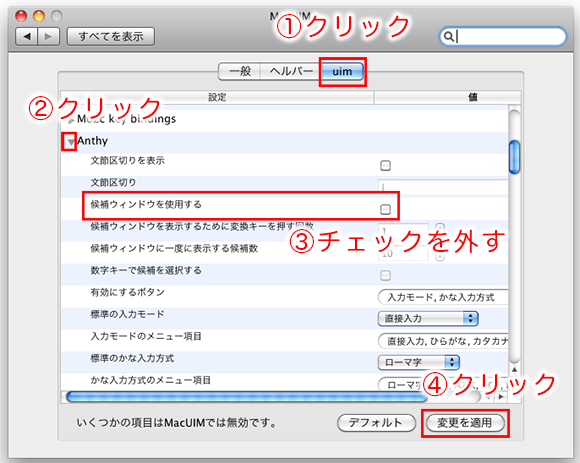 M
①クリック
すべてを表示
一般 ヘルパー uim
設定 値
②クリック
Mozc key bindings
Anthy
文節区切りを表示
文節区切り |
候補ウィンドウを使用する
候補ウィンドウを表示するために変換キーを押す回数 1
③チェックを外す
候補ウィンドウに一度に表示する候補数 10
数字キーで候補を選択する
有効にするボタン 入力モード,かな入力方式
標準の入力モード 直接入力
入力モードのメニュー項目 直接入力,ひらがな,カタカナ
標準のかな入力方式 ローマ字
かな入力方式のメニュー項目 ローマ字
④クリック
いくつかの項目はMacUIMでは無効です。 デフォルト 変更を適用